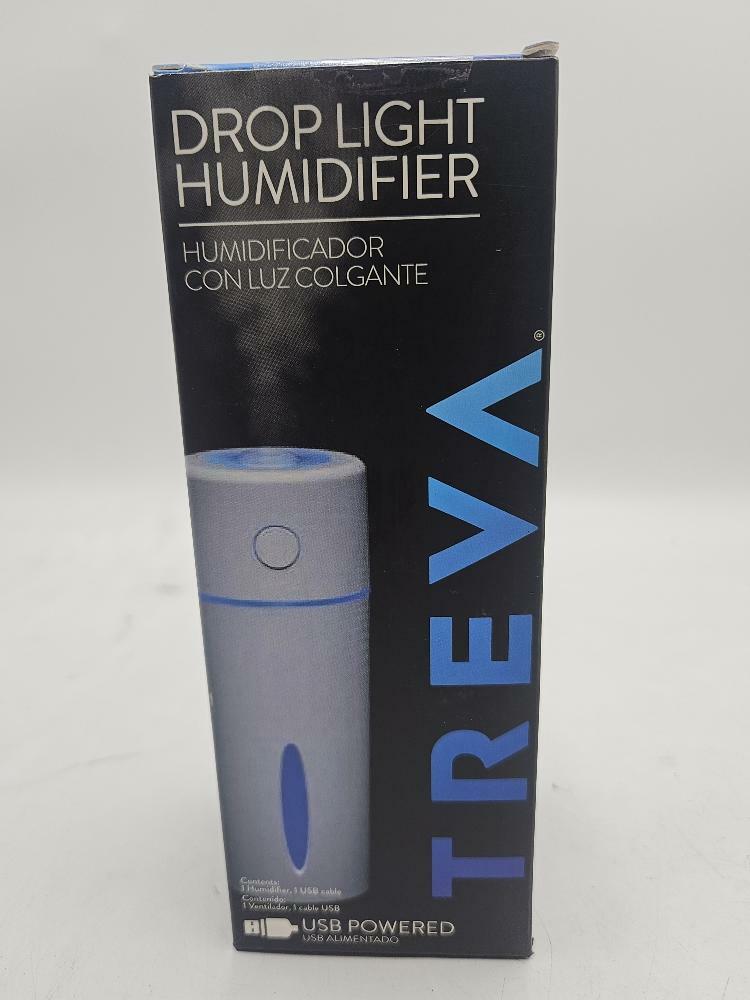 DROP LIGHT
HUMIDIFIER
HUMIDIFICADOR
CON LUZ COLGANTE
TREVA®
Contents:
1 Humidifier, 1 USB cable
Contenido:
1 Ventilador, 1 cable USB
USB POWERED
USB ALIMENTADO